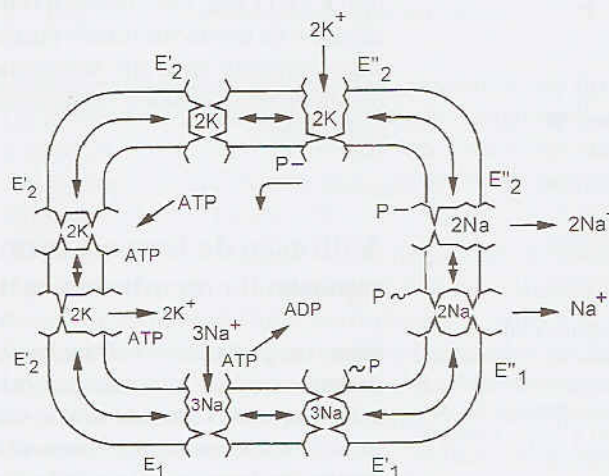 2K⁺
E'₂
E"₂
2K
2K
P–
E'₂
E"₂
ATP
P–
2K
2Na
2Na
ATP
P~
2K
2K⁺
2Na
Na⁺
ATP
3Na⁺
ADP
E'₂
ATP
~P
E"₁
3Na
3Na
E₁
E'₁